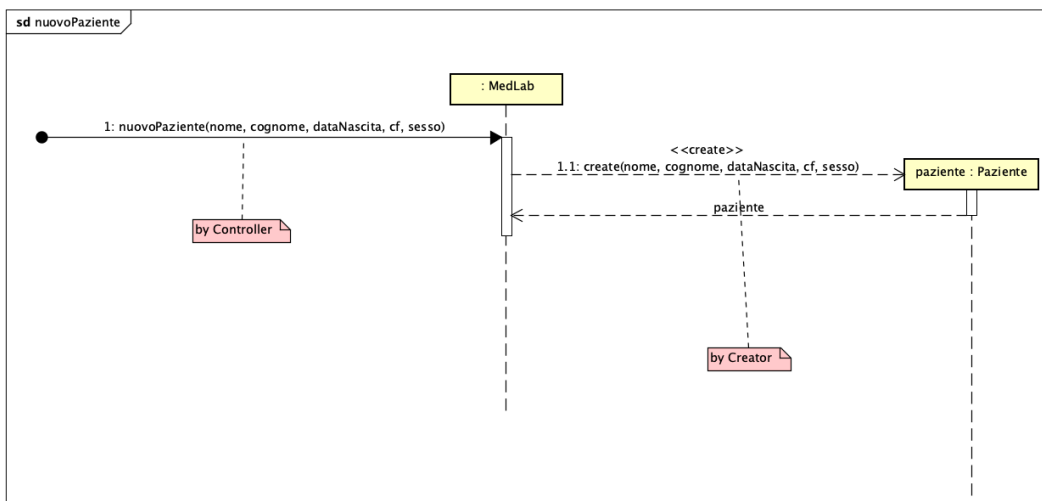 sd nuovoPaziente
: MedLab
1: nuovoPaziente(nome, cognome, dataNascita, cf, sesso)
<<create>>
1.1: create(nome, cognome, dataNascita, cf, sesso)
paziente : Paziente
paziente
by Controller
by Creator